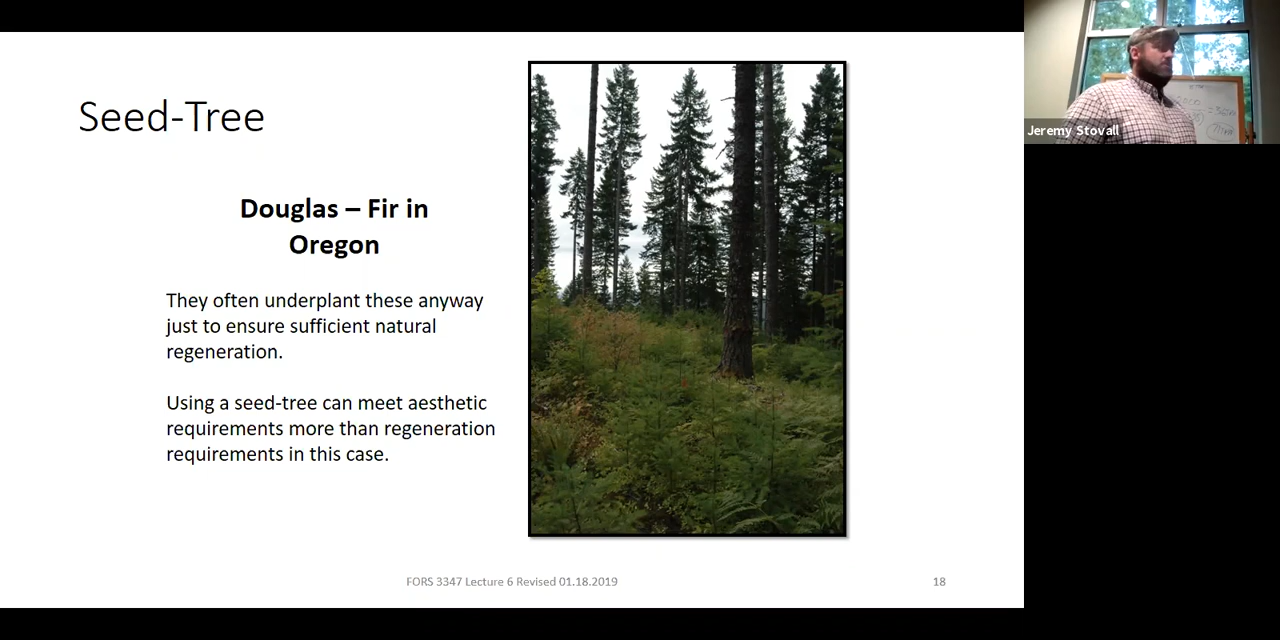 Seed-Tree
Douglas – Fir in
Oregon
They often underplant these anyway
just to ensure sufficient natural
regeneration.
Using a seed-tree can meet aesthetic
requirements more than regeneration
requirements in this case.
FORS 3347 Lecture 6 Revised 01.18.2019
18
Jeremy Stovall